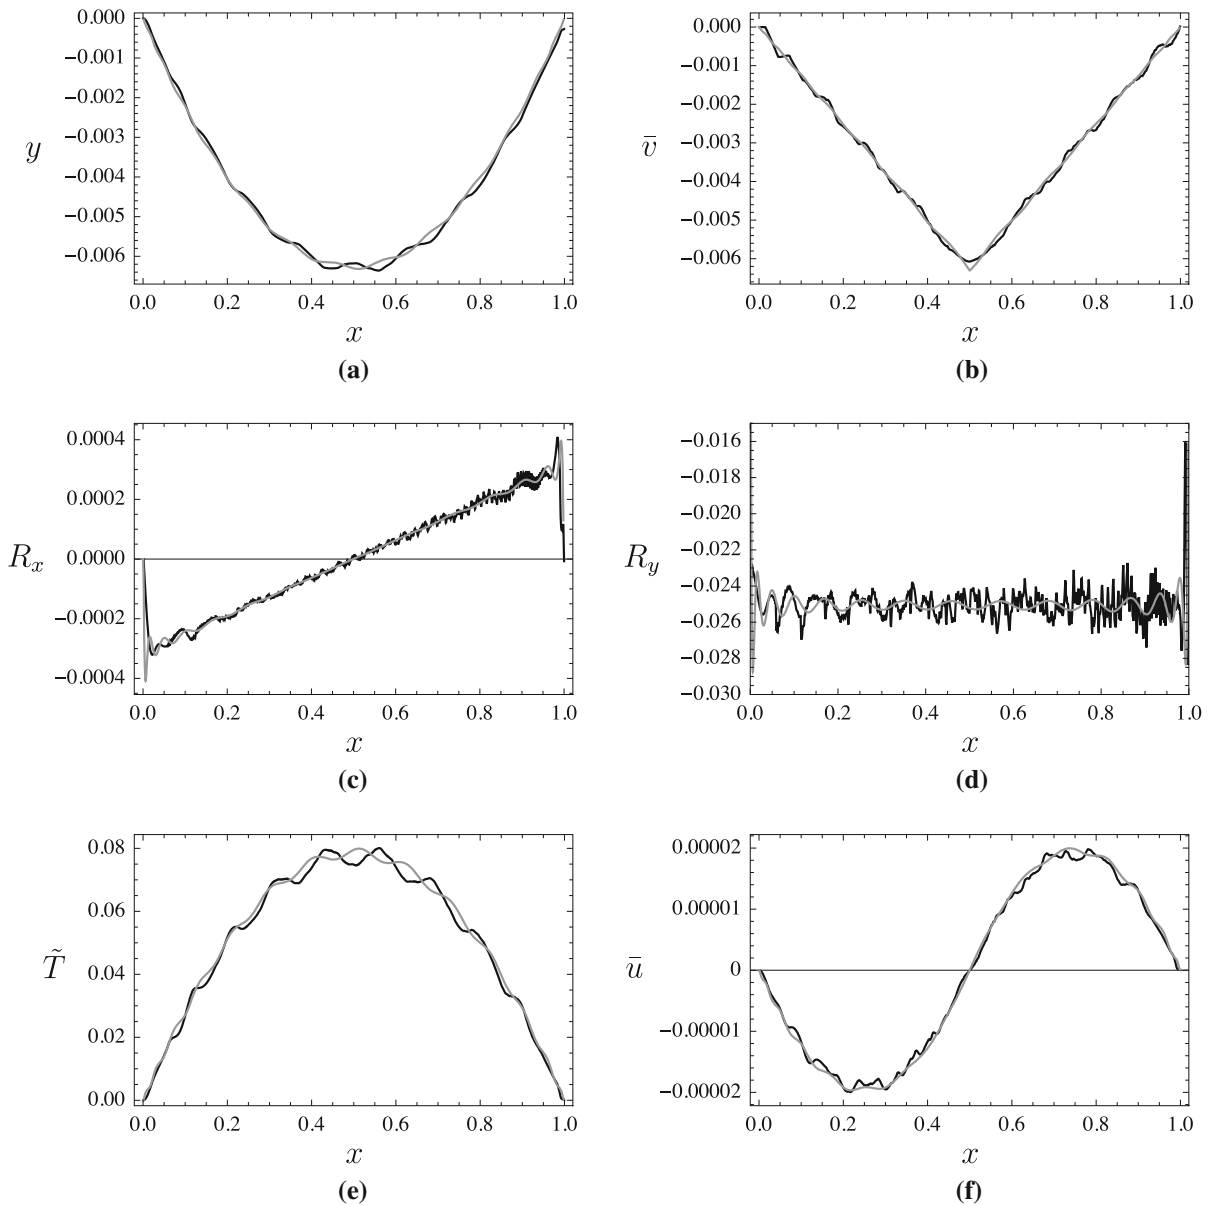 0.000
−0.001
−0.002
−0.003
−0.004
−0.005
−0.006
y
0.0 0.2 0.4 0.6 0.8 1.0
x
(a)
0.000
−0.001
−0.002
−0.003
−0.004
−0.005
−0.006
v̄
0.0 0.2 0.4 0.6 0.8 1.0
x
(b)
0.0004
0.0002
0.0000
−0.0002
−0.0004
Rₓ
0.0 0.2 0.4 0.6 0.8 1.0
x
(c)
−0.016
−0.018
−0.020
−0.022
−0.024
−0.026
−0.028
−0.030
R_y
0.0 0.2 0.4 0.6 0.8 1.0
x
(d)
0.08
0.06
0.04
0.02
0.00
T̃
0.0 0.2 0.4 0.6 0.8 1.0
x
(e)
0.00002
0.00001
0
−0.00001
−0.00002
ū
0.0 0.2 0.4 0.6 0.8 1.0
x
(f)